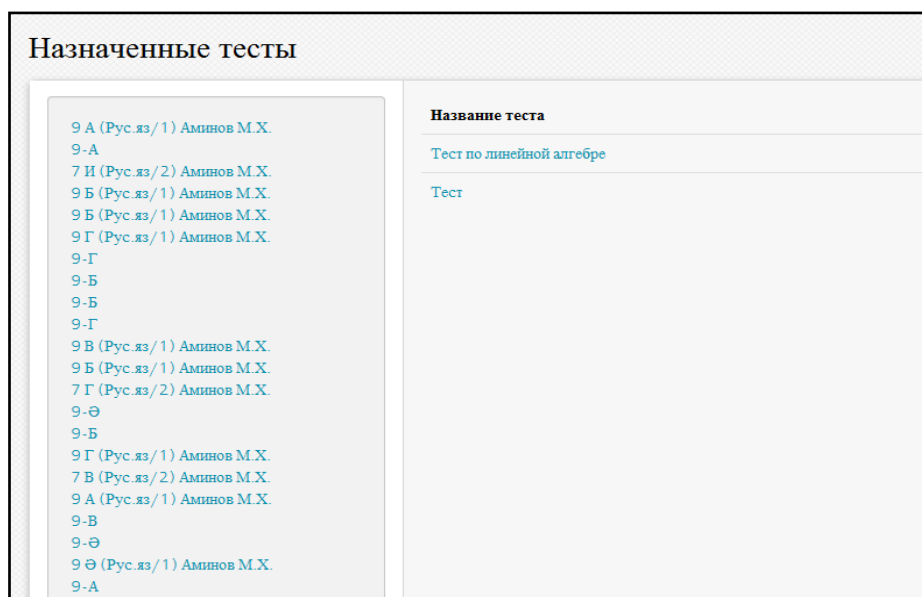 Назначенные тесты
9 А (Рус.яз/1) Аминов М.Х.
9-А
7 И (Рус.яз/2) Аминов М.Х.
9 Б (Рус.яз/1) Аминов М.Х.
9 Б (Рус.яз/1) Аминов М.Х.
9 Г (Рус.яз/1) Аминов М.Х.
9-Г
9-Б
9-Б
9-Г
9 В (Рус.яз/1) Аминов М.Х.
9 Б (Рус.яз/1) Аминов М.Х.
7 Г (Рус.яз/2) Аминов М.Х.
9-Ә
9-Б
9 Г (Рус.яз/1) Аминов М.Х.
7 В (Рус.яз/2) Аминов М.Х.
9 А (Рус.яз/1) Аминов М.Х.
9-В
9-Ә
9 Ә (Рус.яз/1) Аминов М.Х.
9-А
Название теста
Тест по линейной алгебре
Тест